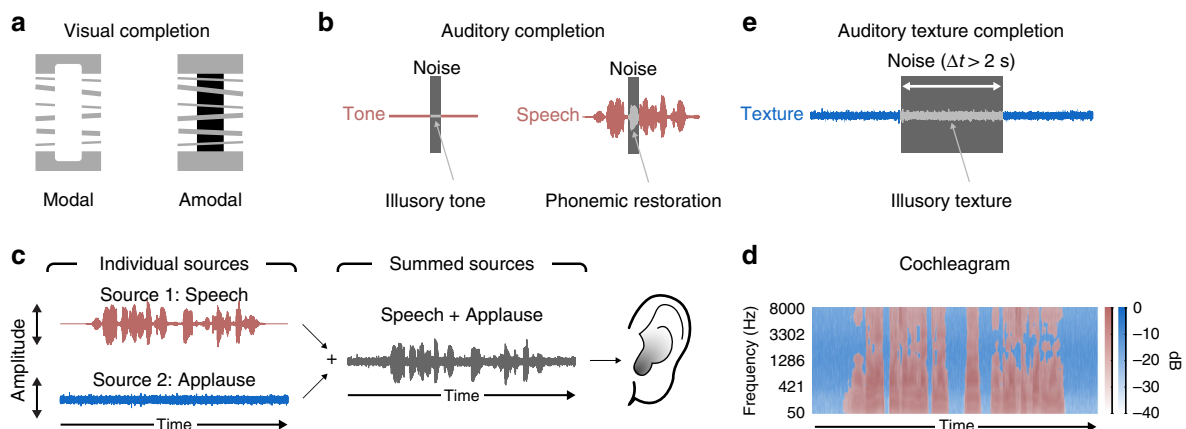 a
Visual completion
Modal
Amodal
b
Auditory completion
Noise
Noise
Tone
Speech
Illusory tone
Phonemic restoration
e
Auditory texture completion
Noise (Δt > 2 s)
Texture
Illusory texture
c
Individual sources
Source 1: Speech
Amplitude
Source 2: Applause
Time
+
Summed sources
Speech + Applause
Time
d
Cochleagram
Frequency (Hz)
8000
3302
1286
421
50
Time
0
−10
−20
−30
−40
dB